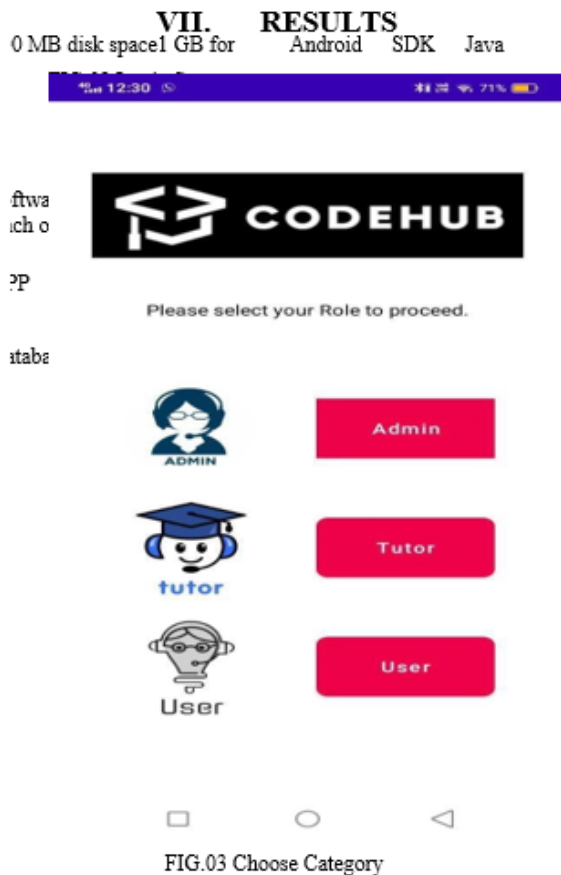 VII. RESULTS
0 MB disk space1 GB for Android SDK Java
12:30 71%
ftwa
ch o
PP
ataba
CODEHUB
Please select your Role to proceed.
ADMIN Admin
tutor Tutor
User User
FIG.03 Choose Category